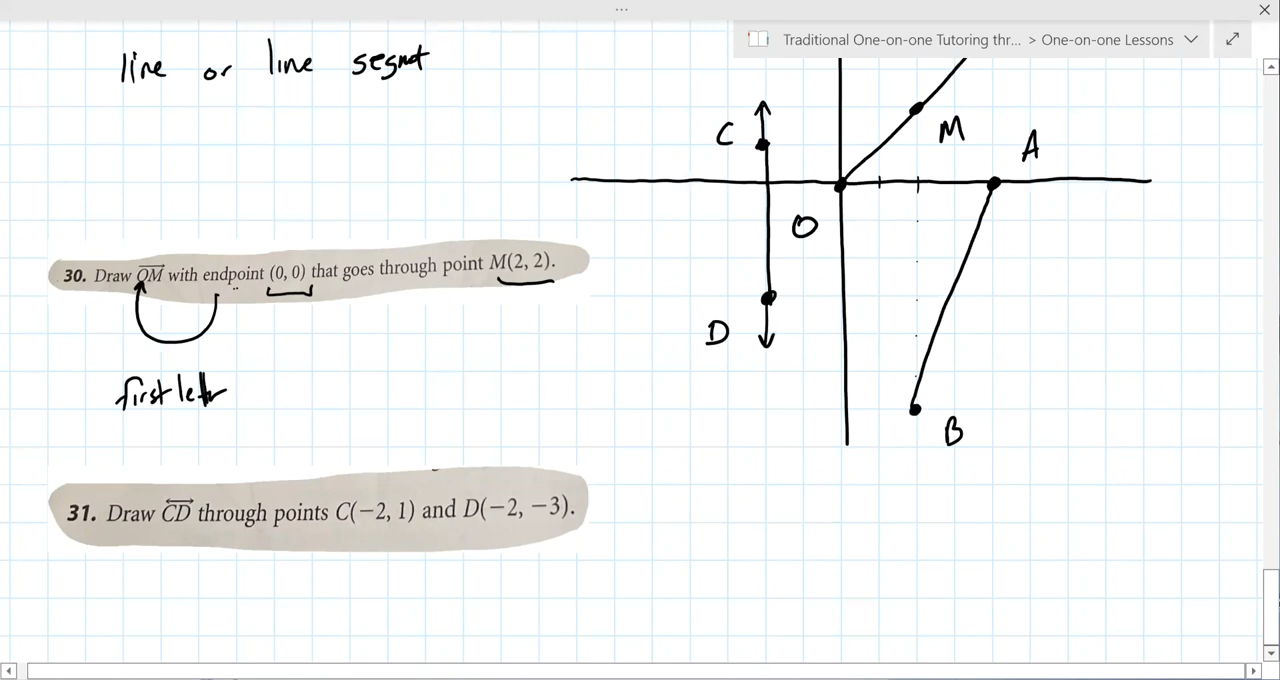 ...
Traditional One-on-one Tutoring thr... > One-on-one Lessons
line or line segmet
C
M
A
O
30. Draw OM with endpoint (0, 0) that goes through point M(2, 2).
D
first letter
B
31. Draw CD through points C(−2, 1) and D(−2, −3).